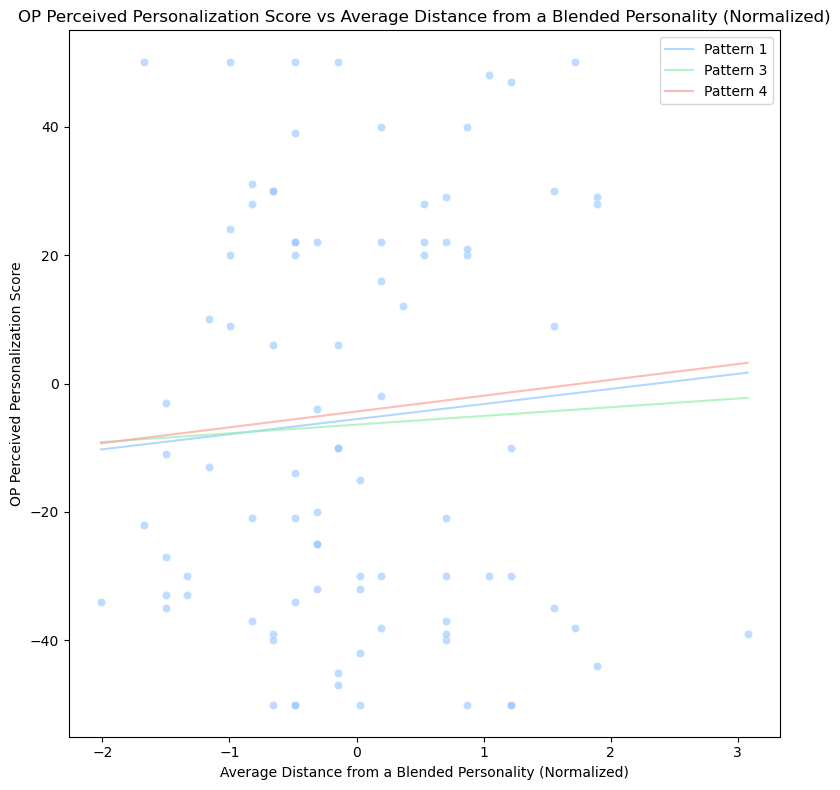 OP Perceived Personalization Score vs Average Distance from a Blended Personality (Normalized)
Pattern 1
Pattern 3
Pattern 4
OP Perceived Personalization Score
40
20
0
−20
−40
−2
−1
0
1
2
3
Average Distance from a Blended Personality (Normalized)